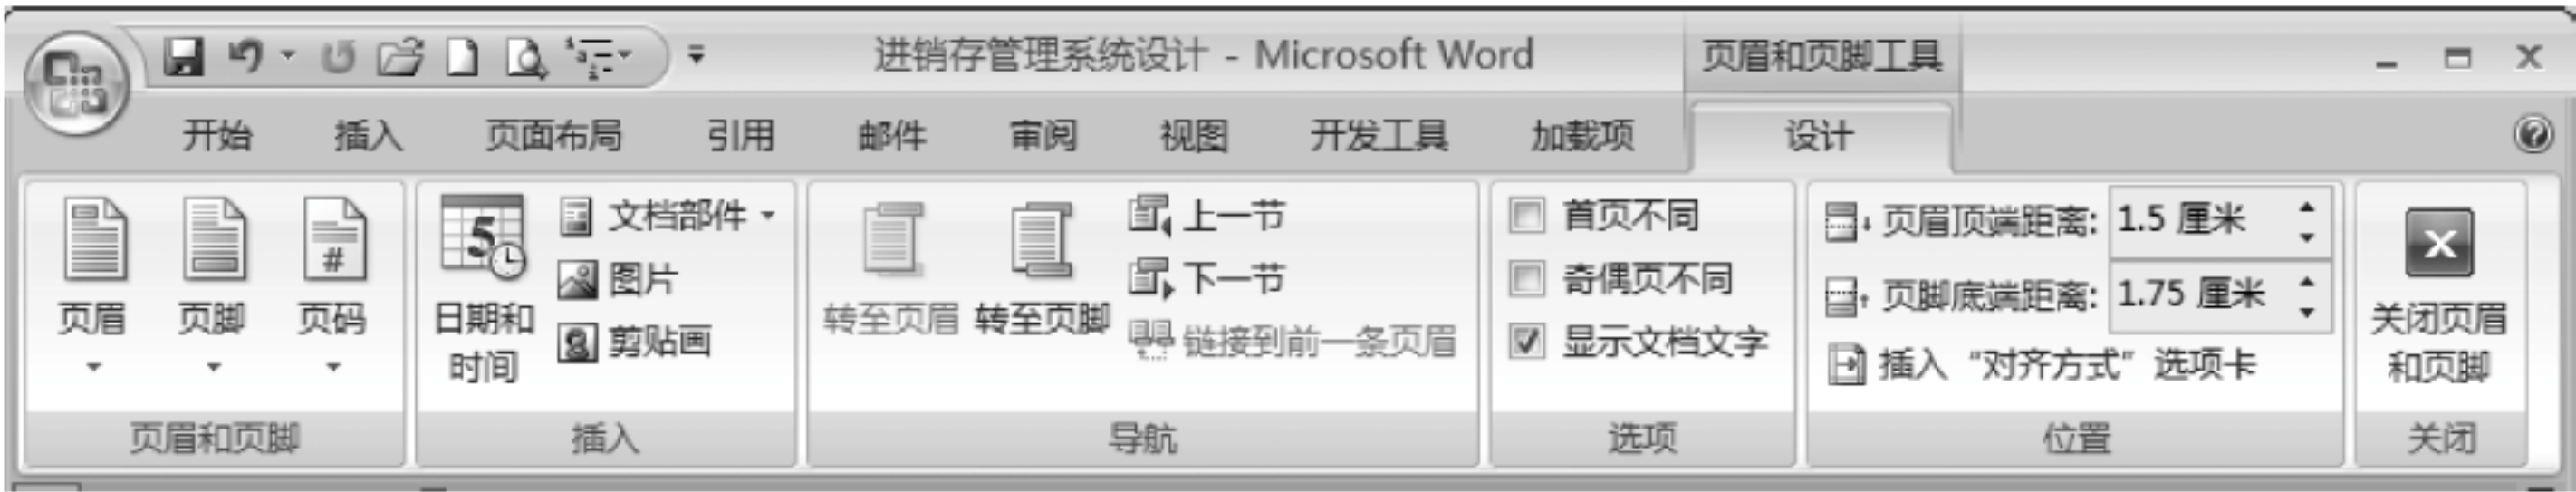 进销存管理系统设计 - Microsoft Word 页眉和页脚工具
开始 插入 页面布局 引用 邮件 审阅 视图 开发工具 加载项 设计
页眉
页脚
页码
页眉和页脚
日期和
时间
文档部件
图片
剪贴画
插入
转至页眉
转至页脚
上一节
下一节
链接到前一条页眉
导航
首页不同
奇偶页不同
显示文档文字
选项
页眉顶端距离: 1.5 厘米
页脚底端距离: 1.75 厘米
插入“对齐方式”选项卡
位置
关闭页眉
和页脚
关闭